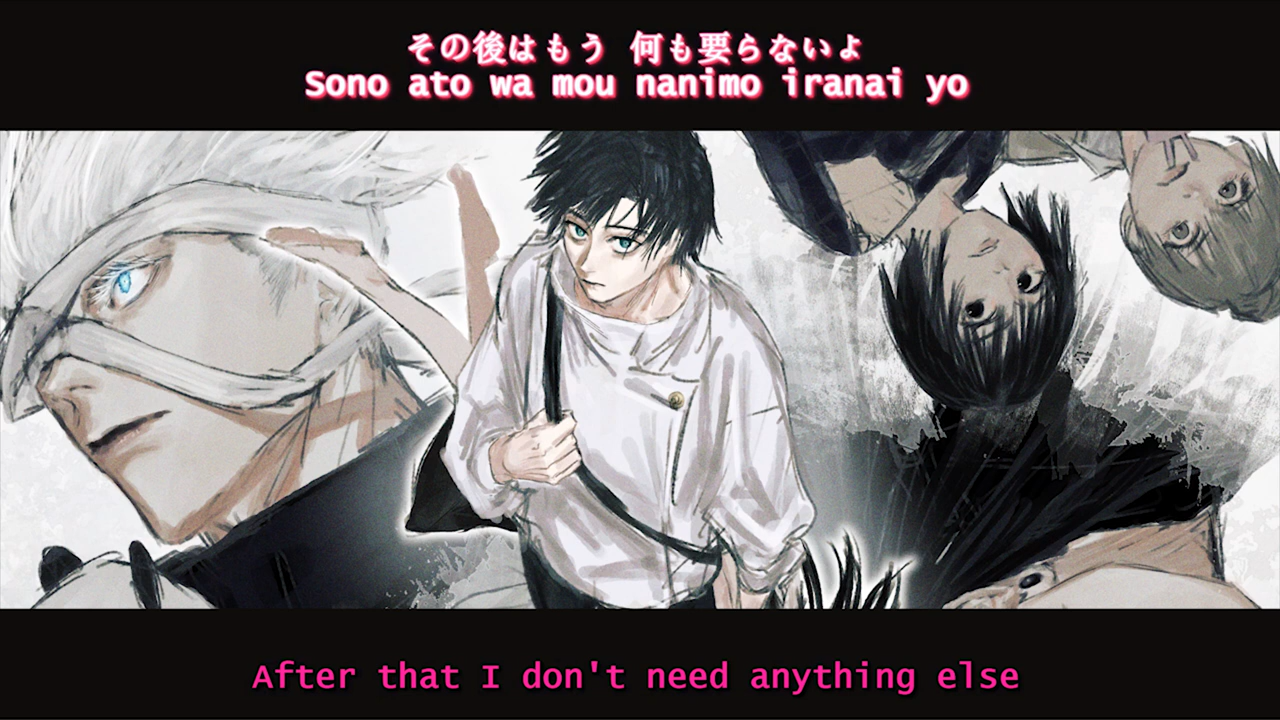 その後はもう 何も要らないよ
Sono ato wa mou nanimo iranai yo
After that I don't need anything else